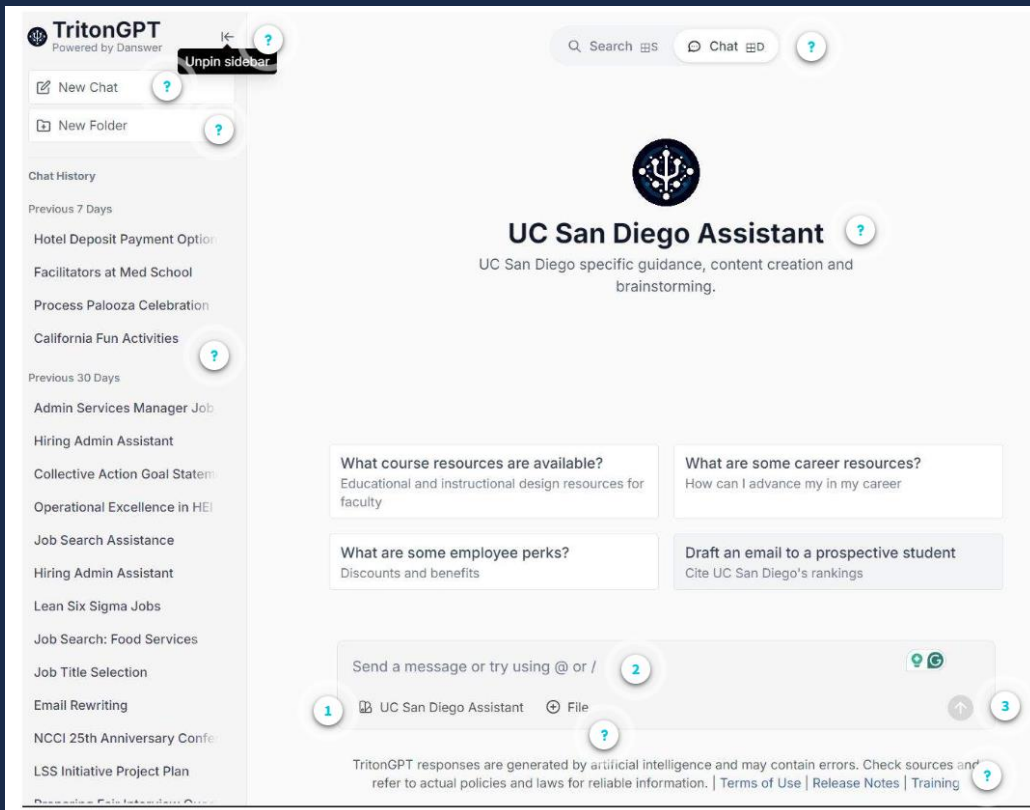 TritonGPT
Powered by Danswer
?
Unpin sidebar
New Chat
?
New Folder
?
Chat History
Previous 7 Days
Hotel Deposit Payment Option
Facilitators at Med School
Process Palooza Celebration
California Fun Activities
?
Previous 30 Days
Admin Services Manager Job
Hiring Admin Assistant
Collective Action Goal Statem
Operational Excellence in HEI
Job Search Assistance
Hiring Admin Assistant
Lean Six Sigma Jobs
Job Search: Food Services
Job Title Selection
Email Rewriting
NCCI 25th Anniversary Confe
LSS Initiative Project Plan
Search ⊞S
Chat ⊞D
?
UC San Diego Assistant
?
UC San Diego specific guidance, content creation and
brainstorming.
What course resources are available?
Educational and instructional design resources for
faculty
What are some career resources?
How can I advance my in my career
What are some employee perks?
Discounts and benefits
Draft an email to a prospective student
Cite UC San Diego's rankings
Send a message or try using @ or /
2
G
1
UC San Diego Assistant
File
3
?
TritonGPT responses are generated by artificial intelligence and may contain errors. Check sources and
refer to actual policies and laws for reliable information. | Terms of Use | Release Notes | Training
?